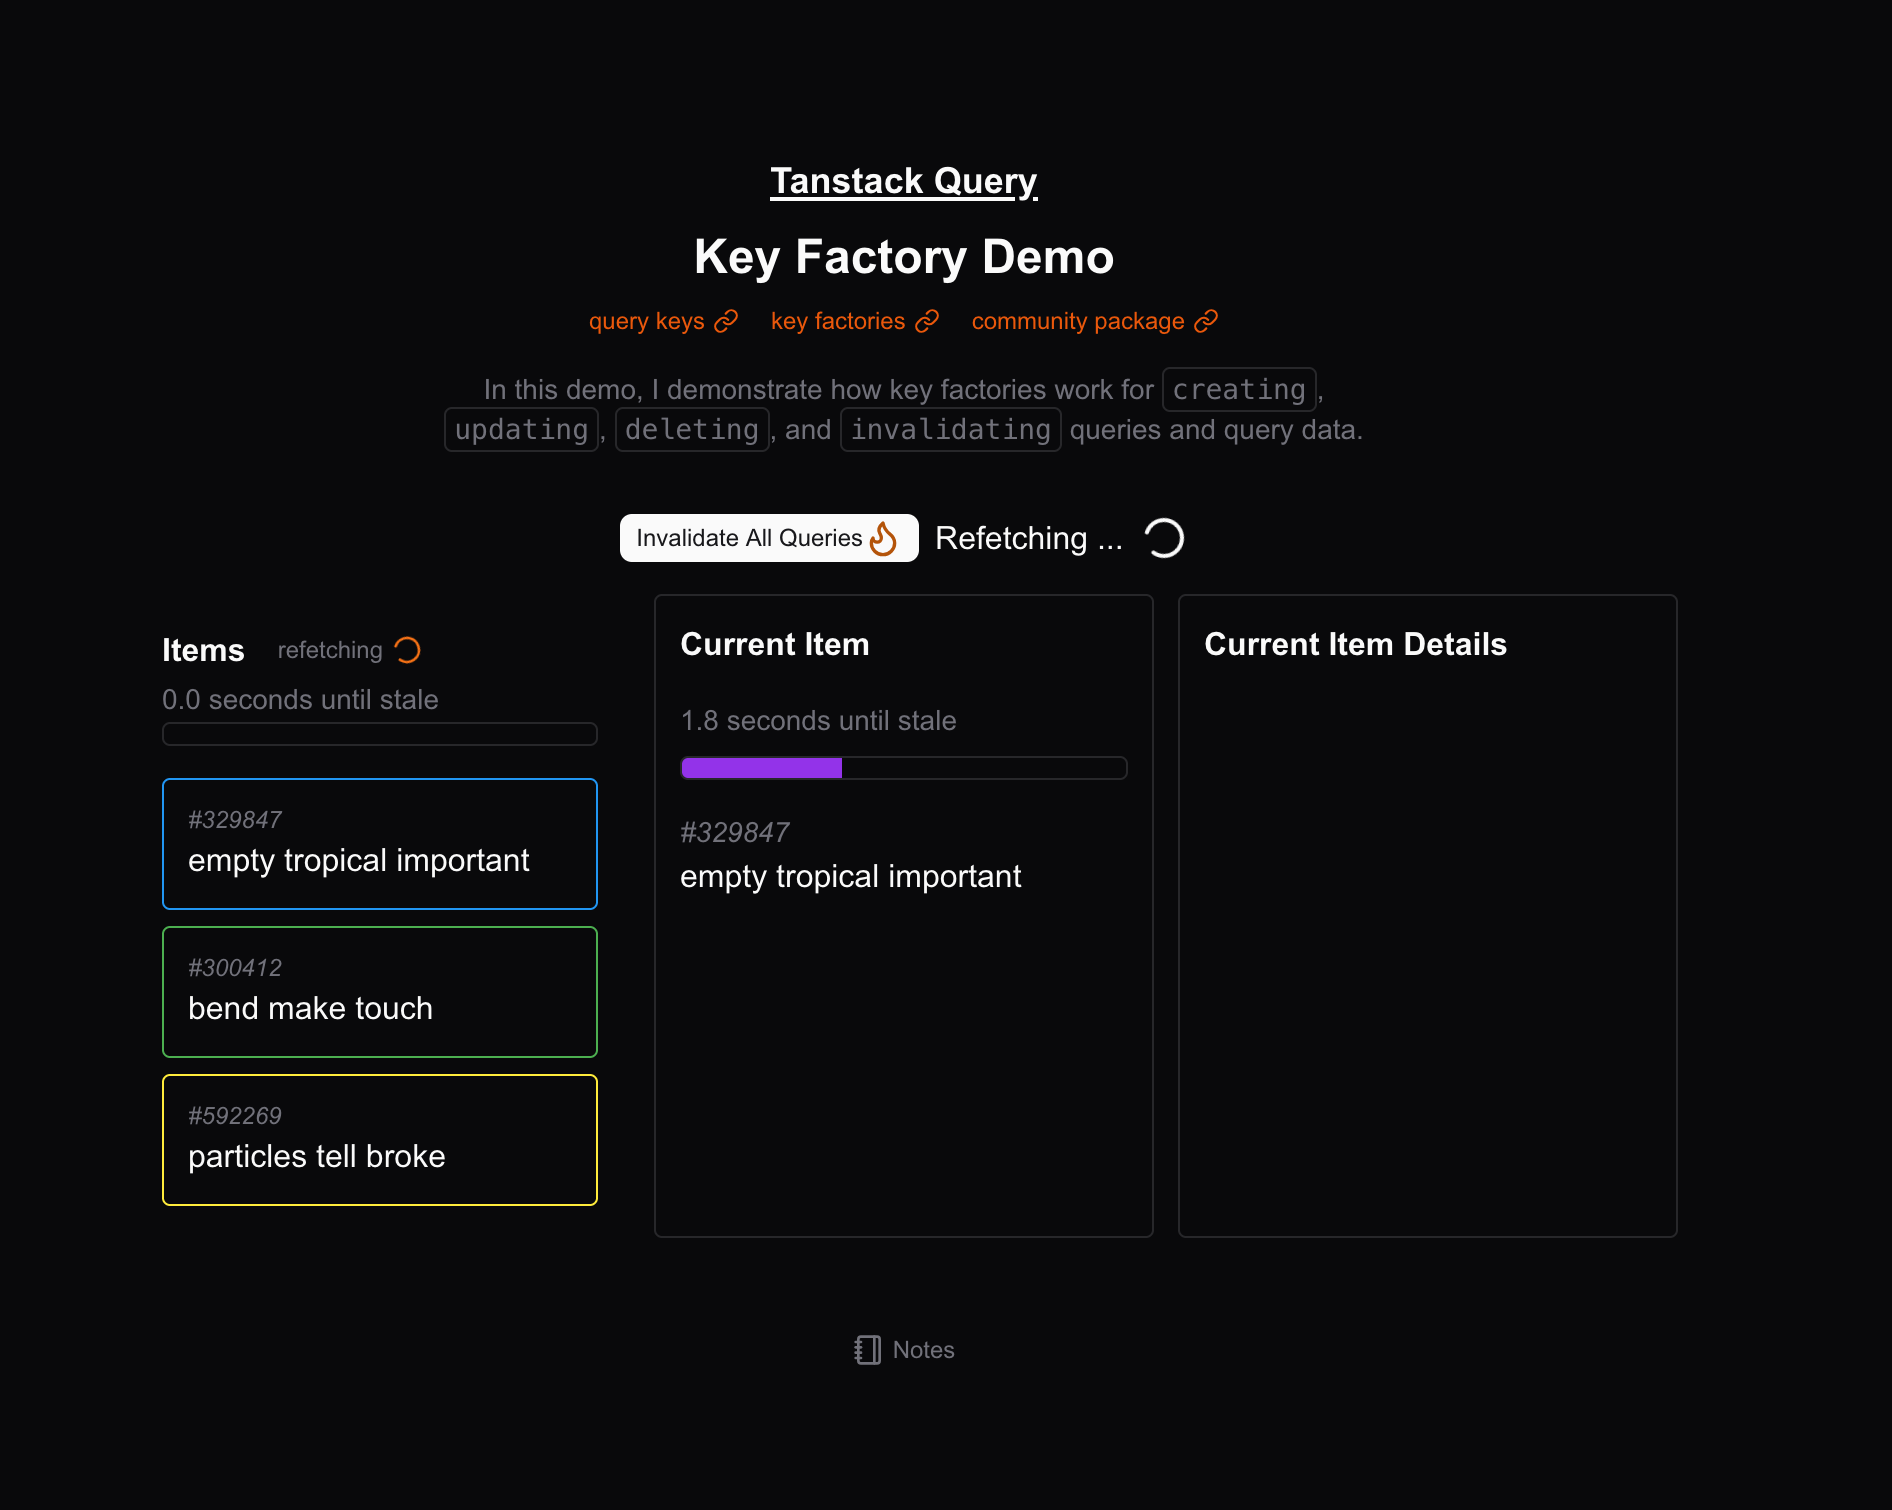 Tanstack Query
Key Factory Demo
query keys key factories community package
In this demo, I demonstrate how key factories work for creating,
updating, deleting, and invalidating queries and query data.
Invalidate All Queries Refetching ...
Items refetching
0.0 seconds until stale
#329847
empty tropical important
#300412
bend make touch
#592269
particles tell broke
Current Item
1.8 seconds until stale
#329847
empty tropical important
Current Item Details
Notes